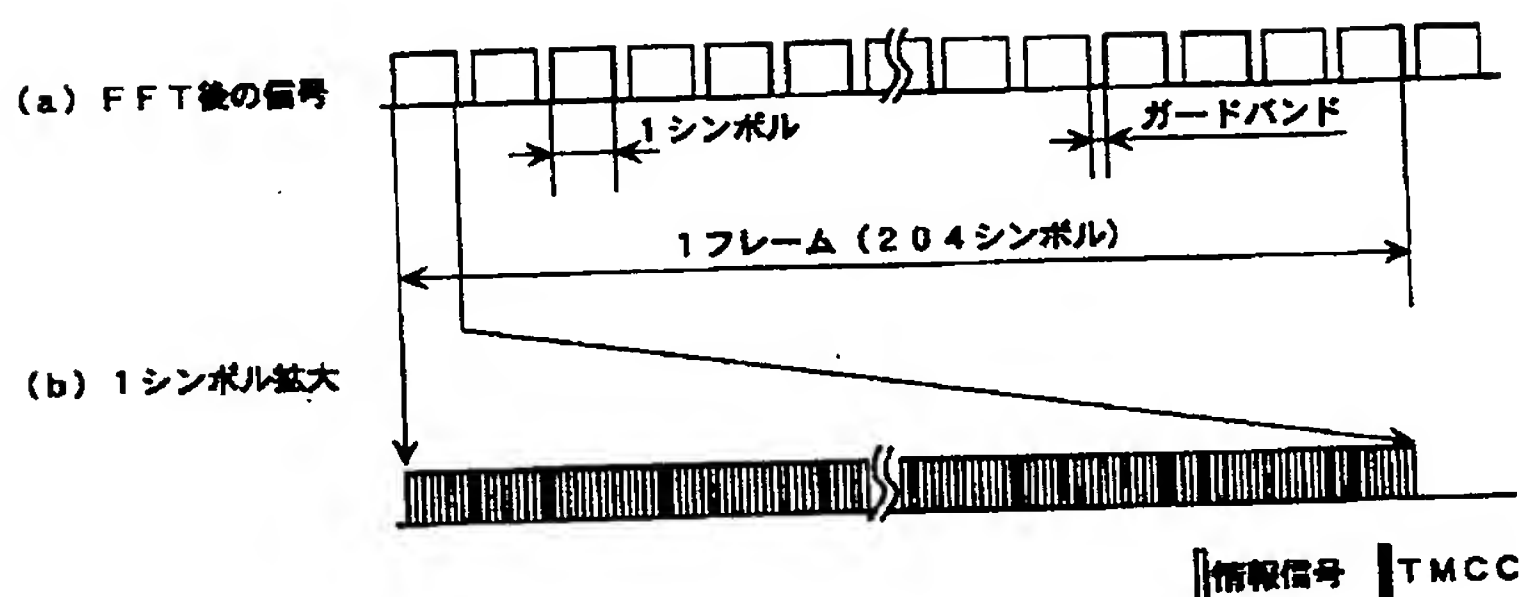 (a) FFT後の信号
1シンボル
ガードバンド
1フレーム (204シンボル)
(b) 1シンボル拡大
情報信号
TMCC